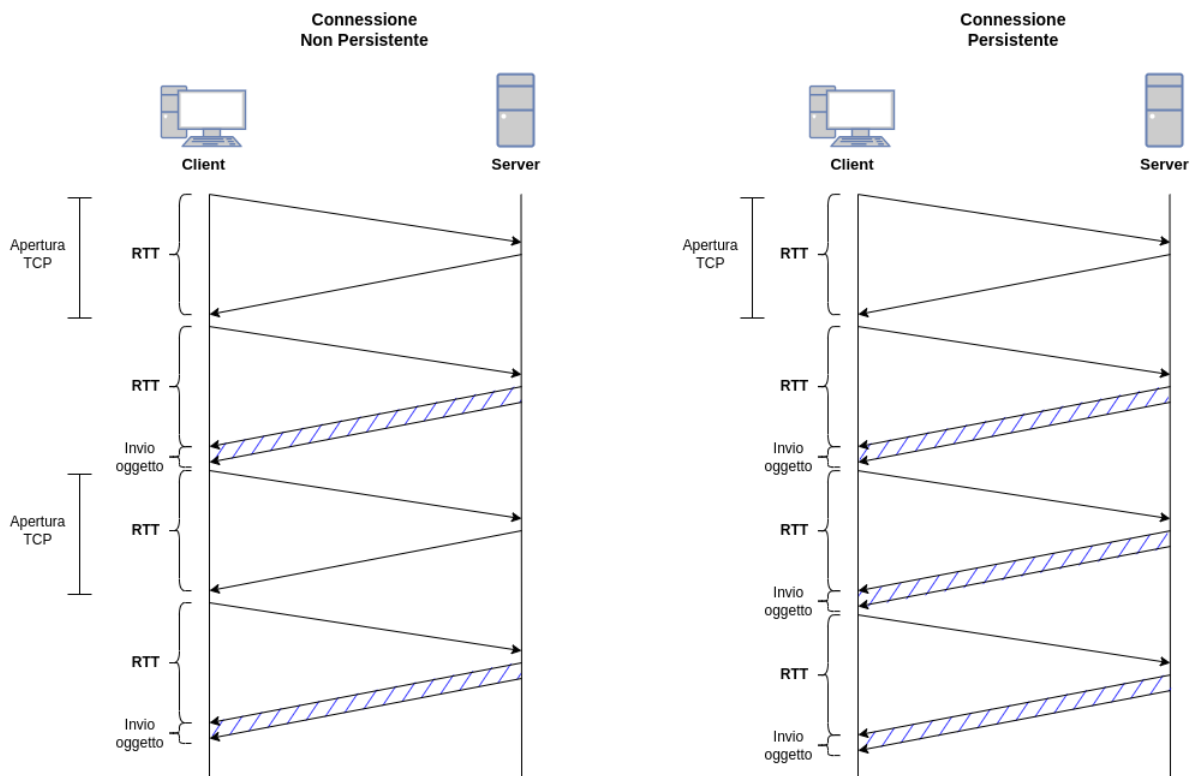 Connessione
Non Persistente
Client
Server
Apertura
TCP
RTT
RTT
Invio
oggetto
Apertura
TCP
RTT
RTT
Invio
oggetto
Connessione
Persistente
Client
Server
Apertura
TCP
RTT
RTT
Invio
oggetto
RTT
Invio
oggetto
RTT
Invio
oggetto